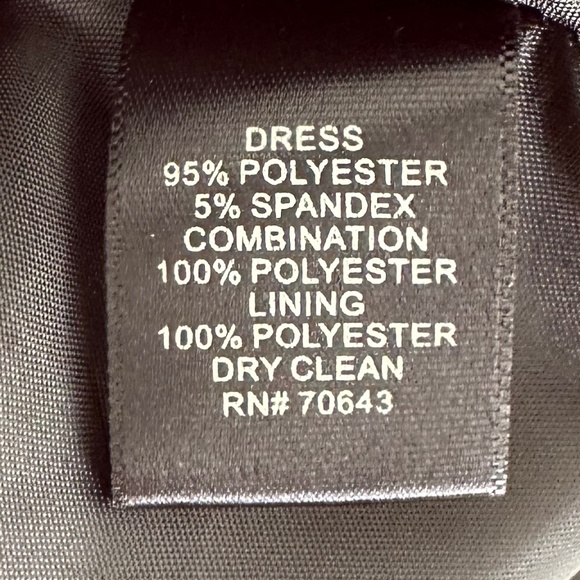 DRESS
95% POLYESTER
5% SPANDEX
COMBINATION
100% POLYESTER
LINING
100% POLYESTER
DRY CLEAN
RN# 70643